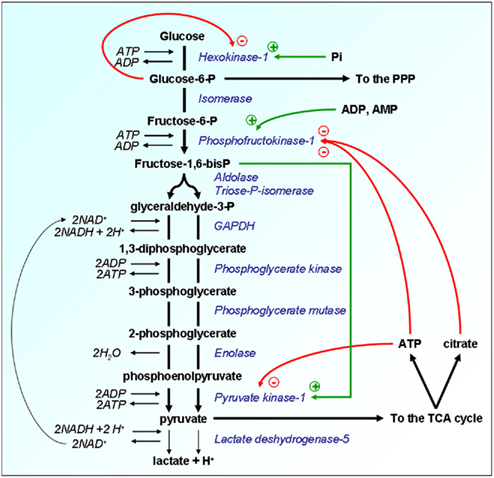 Glucose
ATP
ADP
Hexokinase-1
-
+
Pi
Glucose-6-P
To the PPP
Isomerase
Fructose-6-P
ADP, AMP
ATP
ADP
+
Phosphofructokinase-1
-
-
Fructose-1,6-bisP
Aldolase
Triose-P-isomerase
glyceraldehyde-3-P
2NAD⁺
2NADH + 2H⁺
GAPDH
1,3-diphosphoglycerate
2ADP
2ATP
Phosphoglycerate kinase
3-phosphoglycerate
Phosphoglycerate mutase
2-phosphoglycerate
2H₂O
Enolase
ATP
citrate
phosphoenolpyruvate
2ADP
2ATP
-
+
Pyruvate kinase-1
pyruvate
To the TCA cycle
2NADH +2 H⁺
2NAD⁺
Lactate deshydrogenase-5
lactate + H⁺